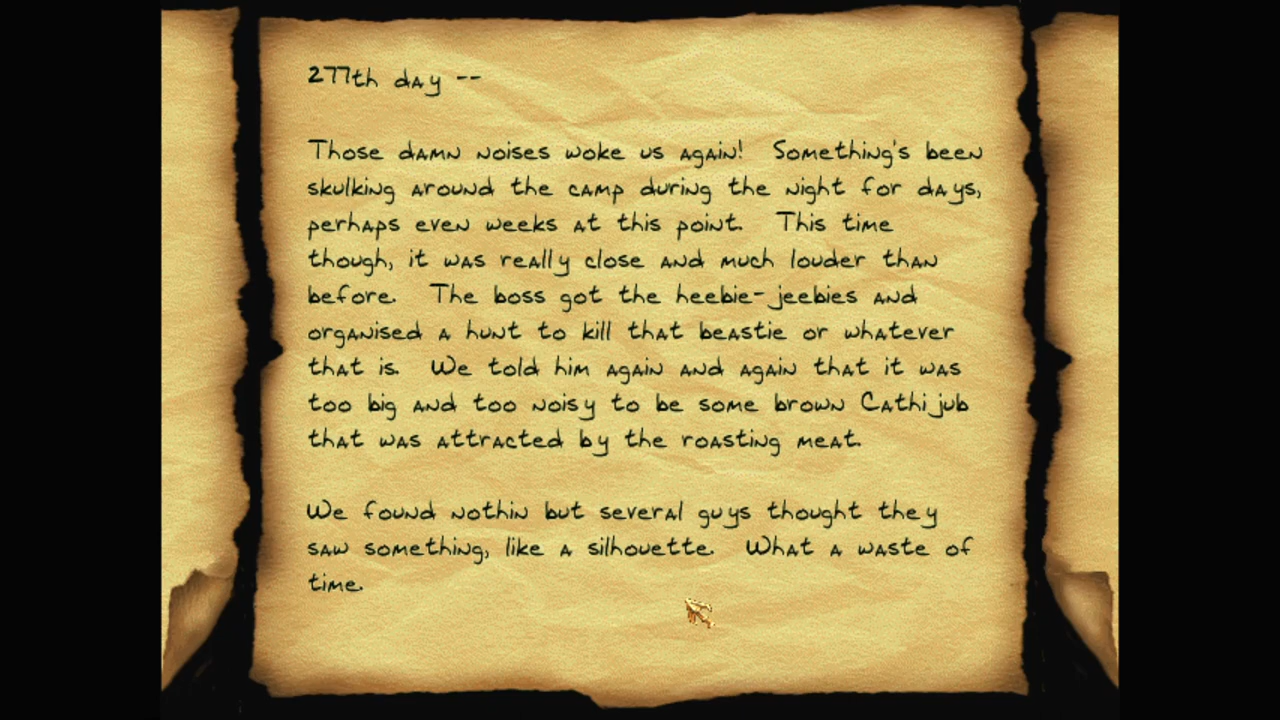 277th day --
Those damn noises woke us again!  Something's been
skulking around the camp during the night for days,
perhaps even weeks at this point.  This time
though, it was really close and much louder than
before.  The boss got the heebie-jeebies and
organised a hunt to kill that beastie or whatever
that is.  We told him again and again that it was
too big and too noisy to be some brown Cathijub
that was attracted by the roasting meat.
We found nothin but several guys thought they
saw something, like a silhouette.  What a waste of
time.